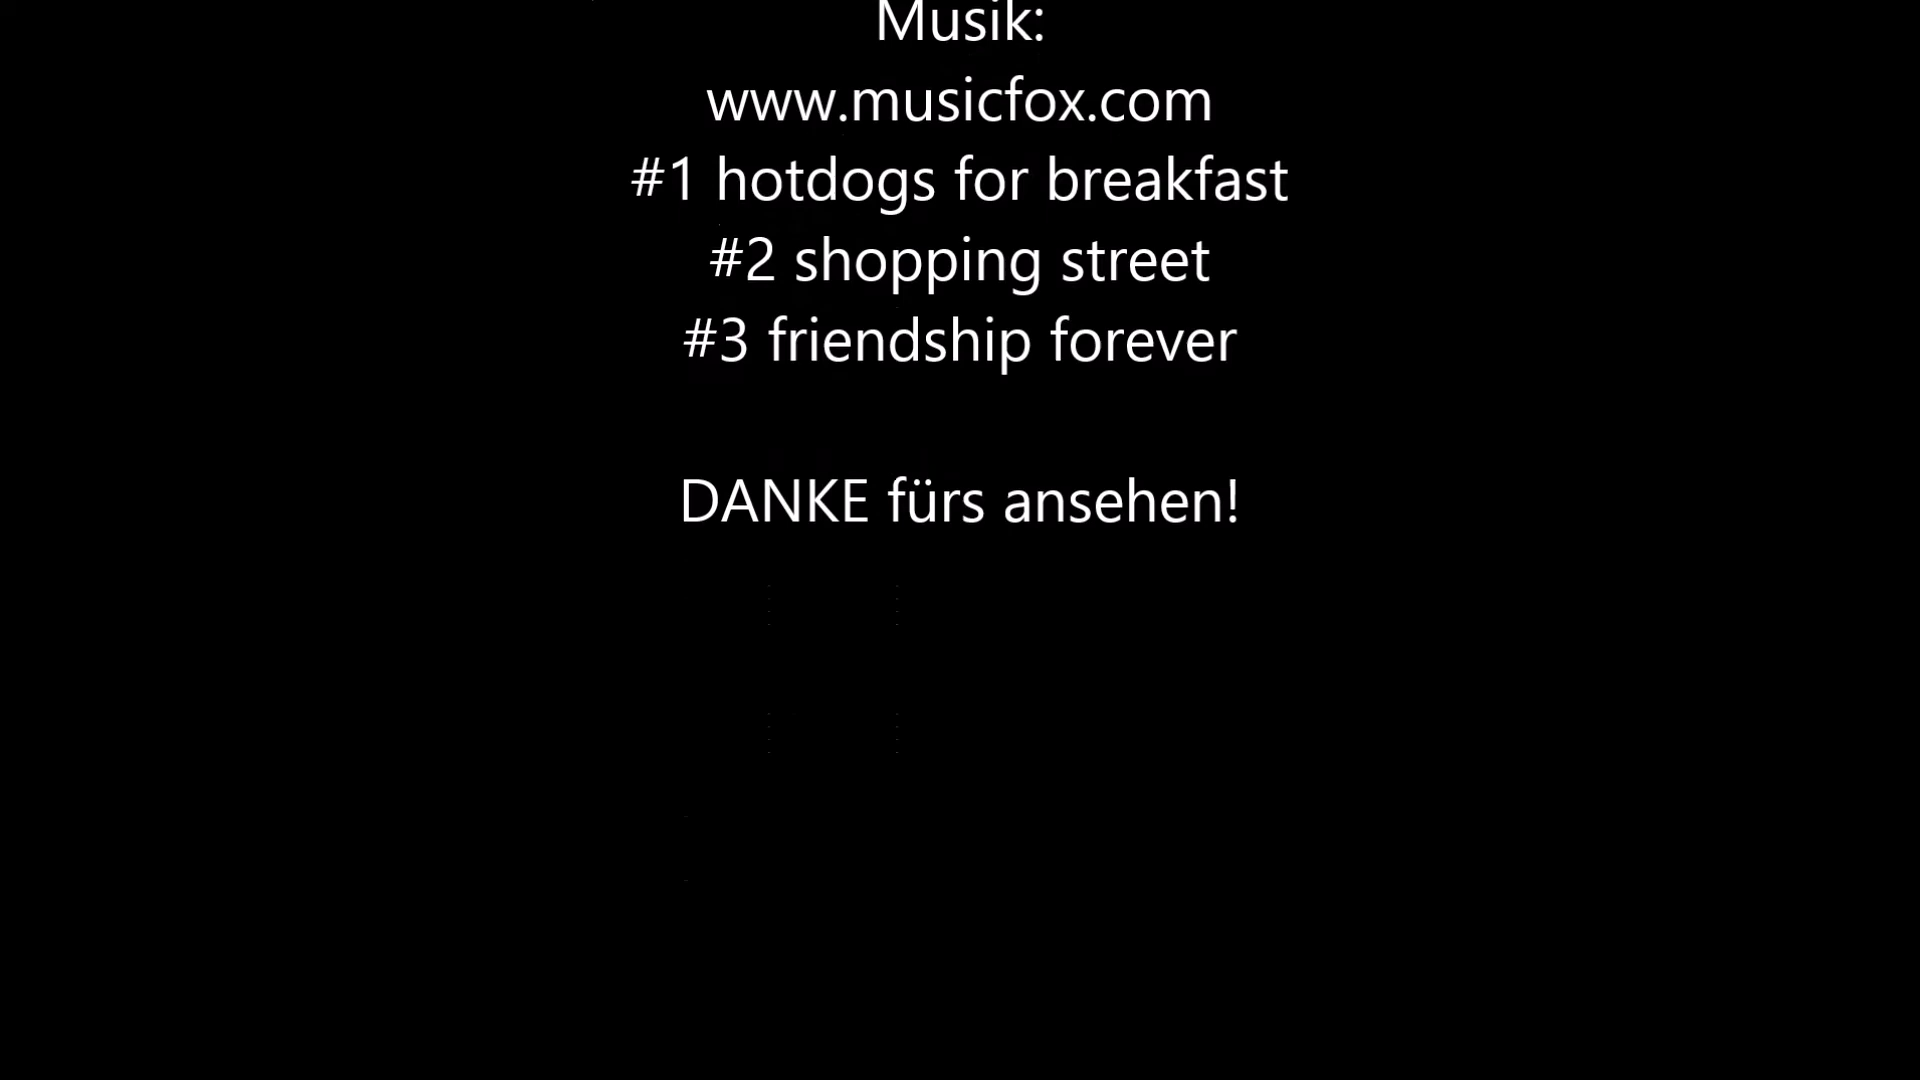 Musik:
www.musicfox.com
#1 hotdogs for breakfast
#2 shopping street
#3 friendship forever
DANKE fürs ansehen!